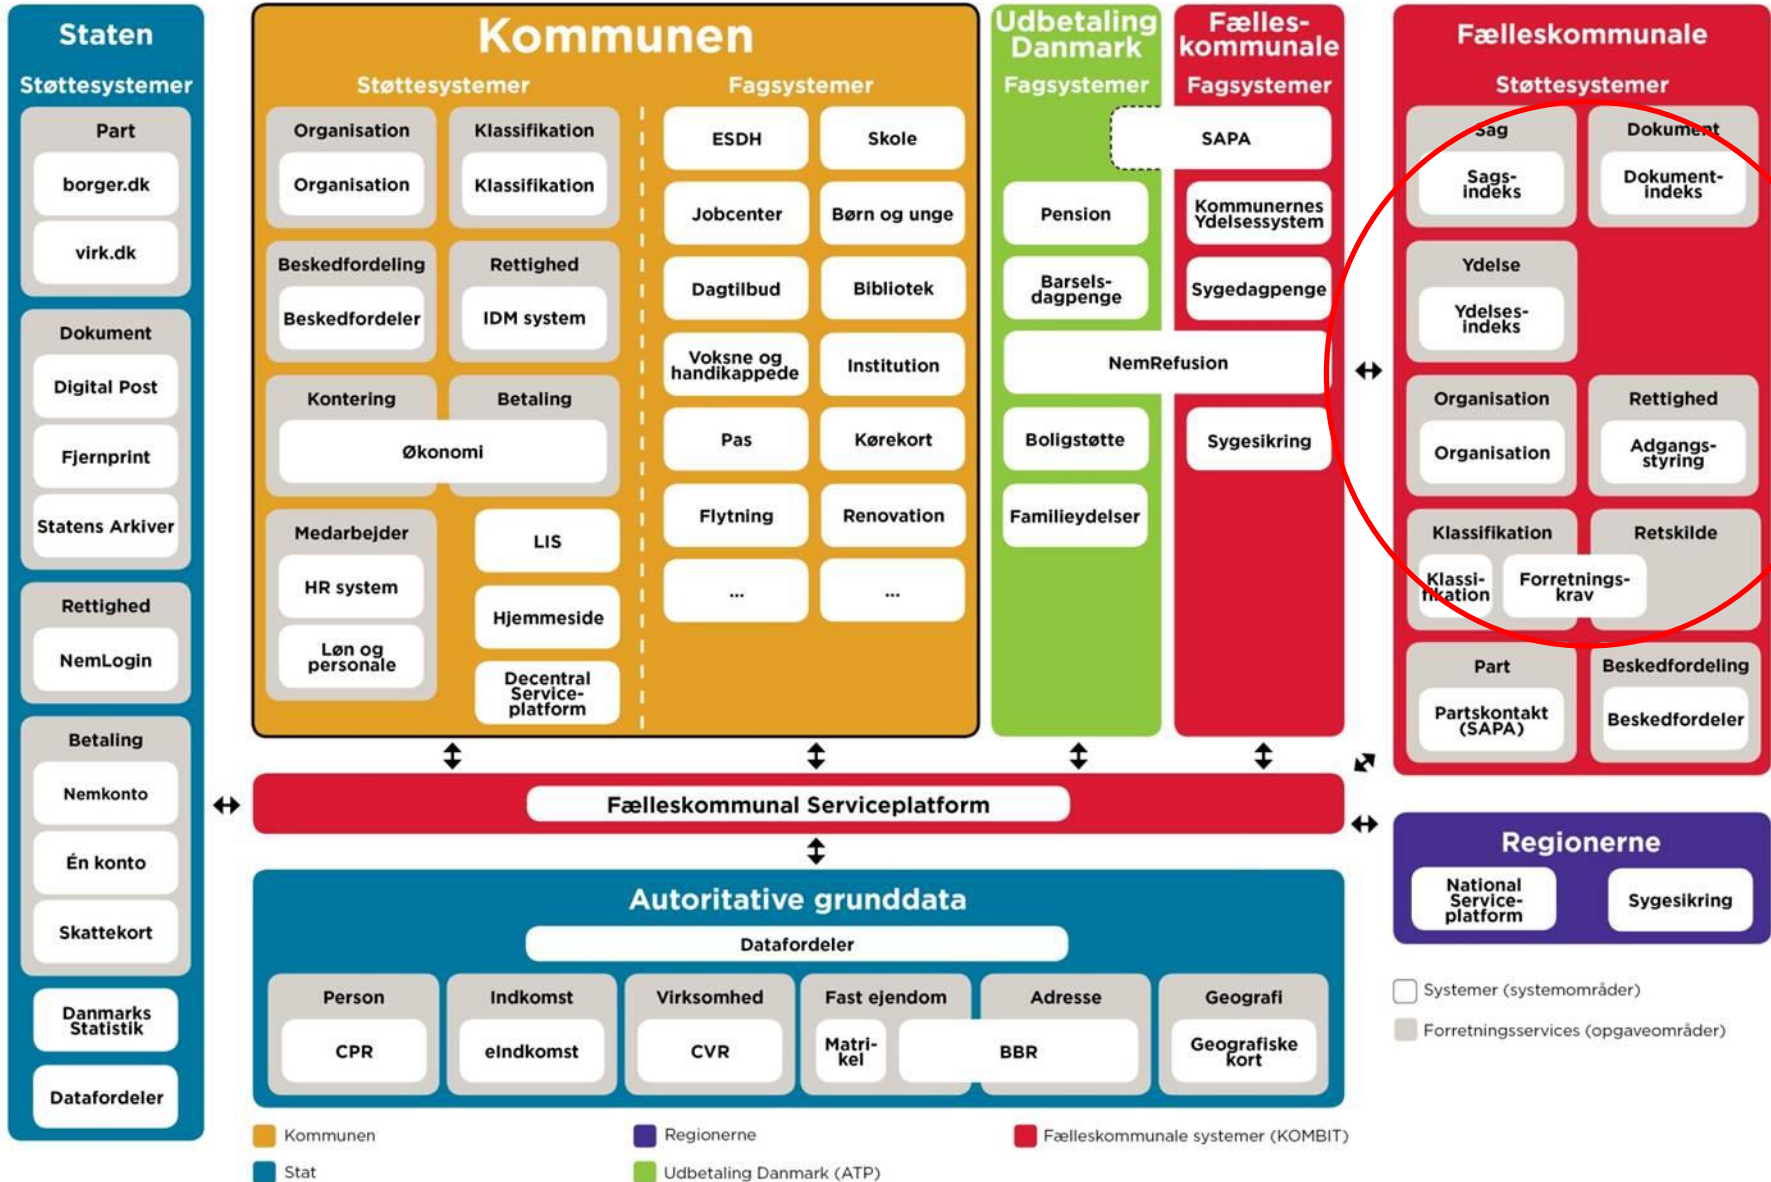 Staten
Støttesystemer
Part
borger.dk
virk.dk
Dokument
Digital Post
Fjernprint
Statens Arkiver
Rettighed
NemLogin
Betaling
Nemkonto
Én konto
Skattekort
Danmarks
Statistik
Datafordeler
Kommunen
Støttesystemer
Organisation
Organisation
Klassifikation
Klassifikation
Beskedfordeling
Beskedfordeler
Rettighed
IDM system
Kontering
Betaling
Økonomi
Medarbejder
HR system
Løn og
personale
LIS
Hjemmeside
Decentral
Service-
platform
Fagsystemer
ESDH
Skole
Jobcenter
Børn og unge
Dagtilbud
Bibliotek
Voksne og
handikappede
Institution
Pas
Kørekort
Flytning
Renovation
...
...
Udbetaling
Danmark
Fagsystemer
Pension
Barsels-
dagpenge
Boligstøtte
Familieydelser
Fælles-
kommunale
Fagsystemer
SAPA
Kommunernes
Ydelsessystem
Sygedagpenge
NemRefusion
Sygesikring
Fælleskommunale
Støttesystemer
Sag
Sags-
indeks
Dokument
Dokument-
indeks
Ydelse
Ydelses-
indeks
Organisation
Organisation
Rettighed
Adgangs-
styring
Klassifikation
Retskilde
Klassi-
fikation
Forretnings-
krav
Part
Partskontakt
(SAPA)
Beskedfordeling
Beskedfordeler
Fælleskommunal Serviceplatform
Regionerne
National
Service-
platform
Sygesikring
Autoritative grunddata
Datafordeler
Person
CPR
Indkomst
eIndkomst
Virksomhed
CVR
Fast ejendom
Matri-
kel
Adresse
BBR
Geografi
Geografiske
kort
Systemer (systemområder)
Forretningsservices (opgaveområder)
Kommunen
Stat
Regionerne
Udbetaling Danmark (ATP)
Fælleskommunale systemer (KOMBIT)